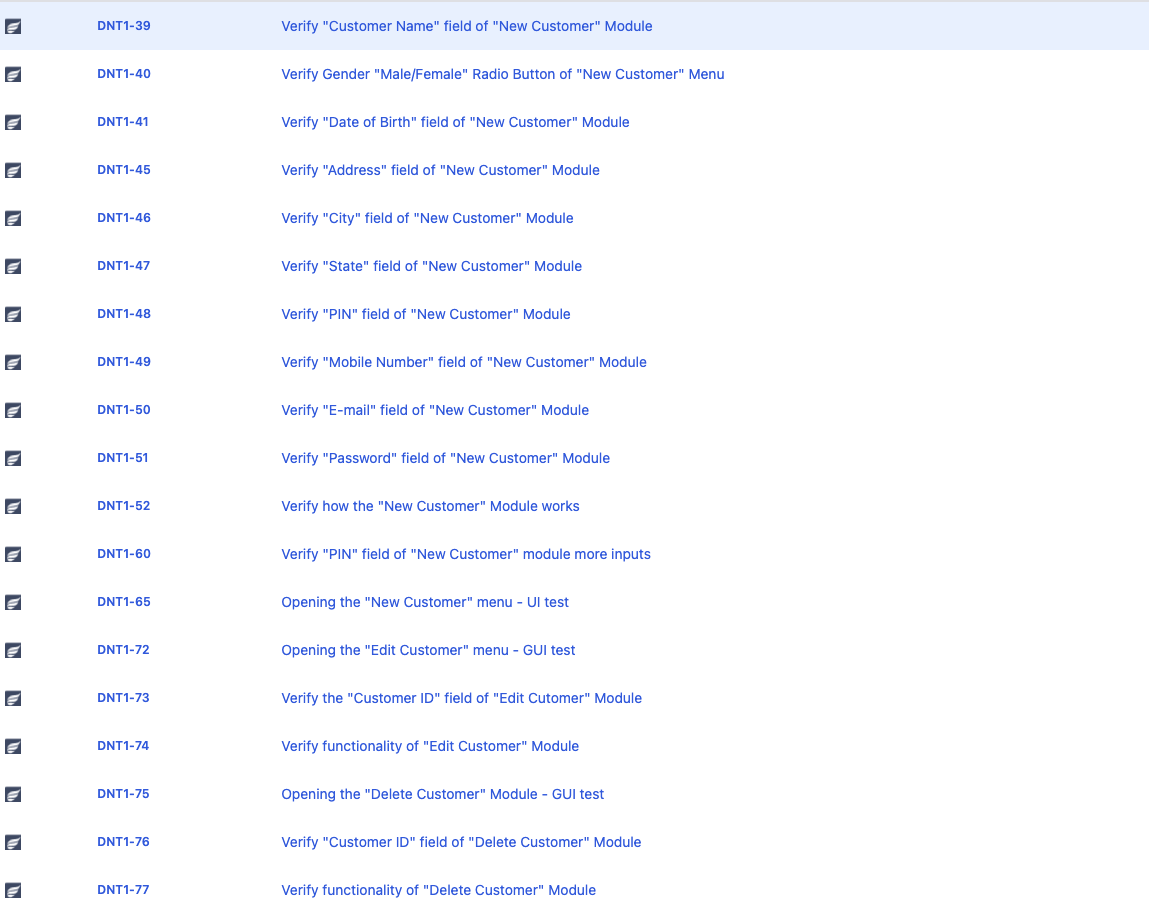 DNT1-39 Verify "Customer Name" field of "New Customer" Module
DNT1-40 Verify Gender "Male/Female" Radio Button of "New Customer" Menu
DNT1-41 Verify "Date of Birth" field of "New Customer" Module
DNT1-45 Verify "Address" field of "New Customer" Module
DNT1-46 Verify "City" field of "New Customer" Module
DNT1-47 Verify "State" field of "New Customer" Module
DNT1-48 Verify "PIN" field of "New Customer" Module
DNT1-49 Verify "Mobile Number" field of "New Customer" Module
DNT1-50 Verify "E-mail" field of "New Customer" Module
DNT1-51 Verify "Password" field of "New Customer" Module
DNT1-52 Verify how the "New Customer" Module works
DNT1-60 Verify "PIN" field of "New Customer" module more inputs
DNT1-65 Opening the "New Customer" menu - UI test
DNT1-72 Opening the "Edit Customer" menu - GUI test
DNT1-73 Verify the "Customer ID" field of "Edit Cutomer" Module
DNT1-74 Verify functionality of "Edit Customer" Module
DNT1-75 Opening the "Delete Customer" Module - GUI test
DNT1-76 Verify "Customer ID" field of "Delete Customer" Module
DNT1-77 Verify functionality of "Delete Customer" Module